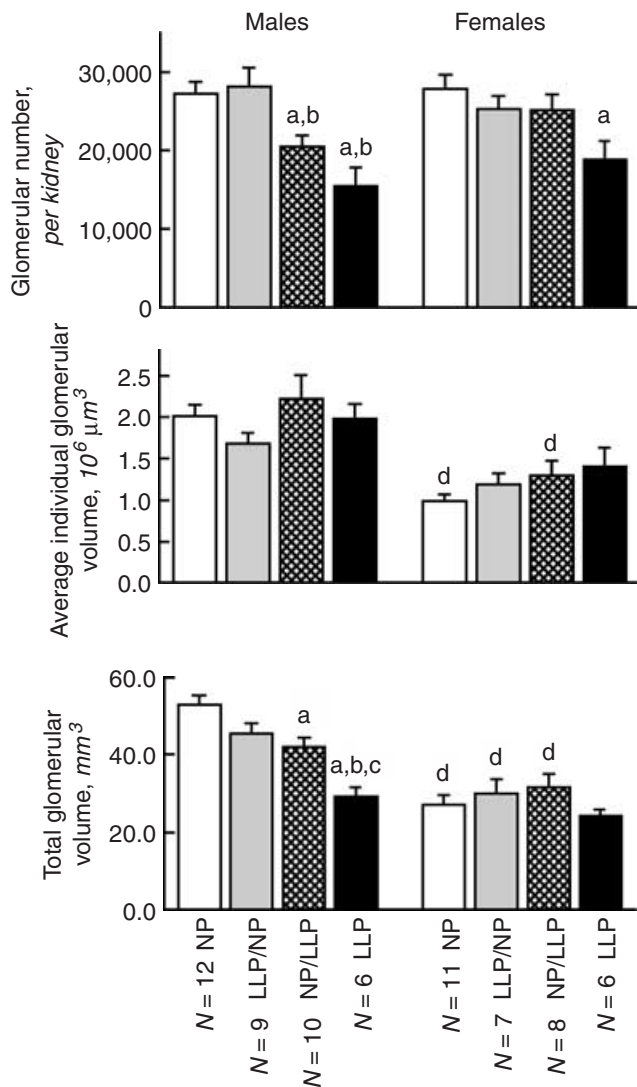 Males Females
Glomerular number,
per kidney
30,000
20,000
10,000
0
a,b
a,b
a
Average individual glomerular
volume, 10⁶ μm³
2.5
2.0
1.5
1.0
0.5
0.0
d
d
Total glomerular
volume, mm³
60.0
40.0
20.0
0.0
a
a,b,c
d
d
d
N = 12 NP
N = 9 LLP/NP
N = 10 NP/LLP
N = 6 LLP
N = 11 NP
N = 7 LLP/NP
N = 8 NP/LLP
N = 6 LLP